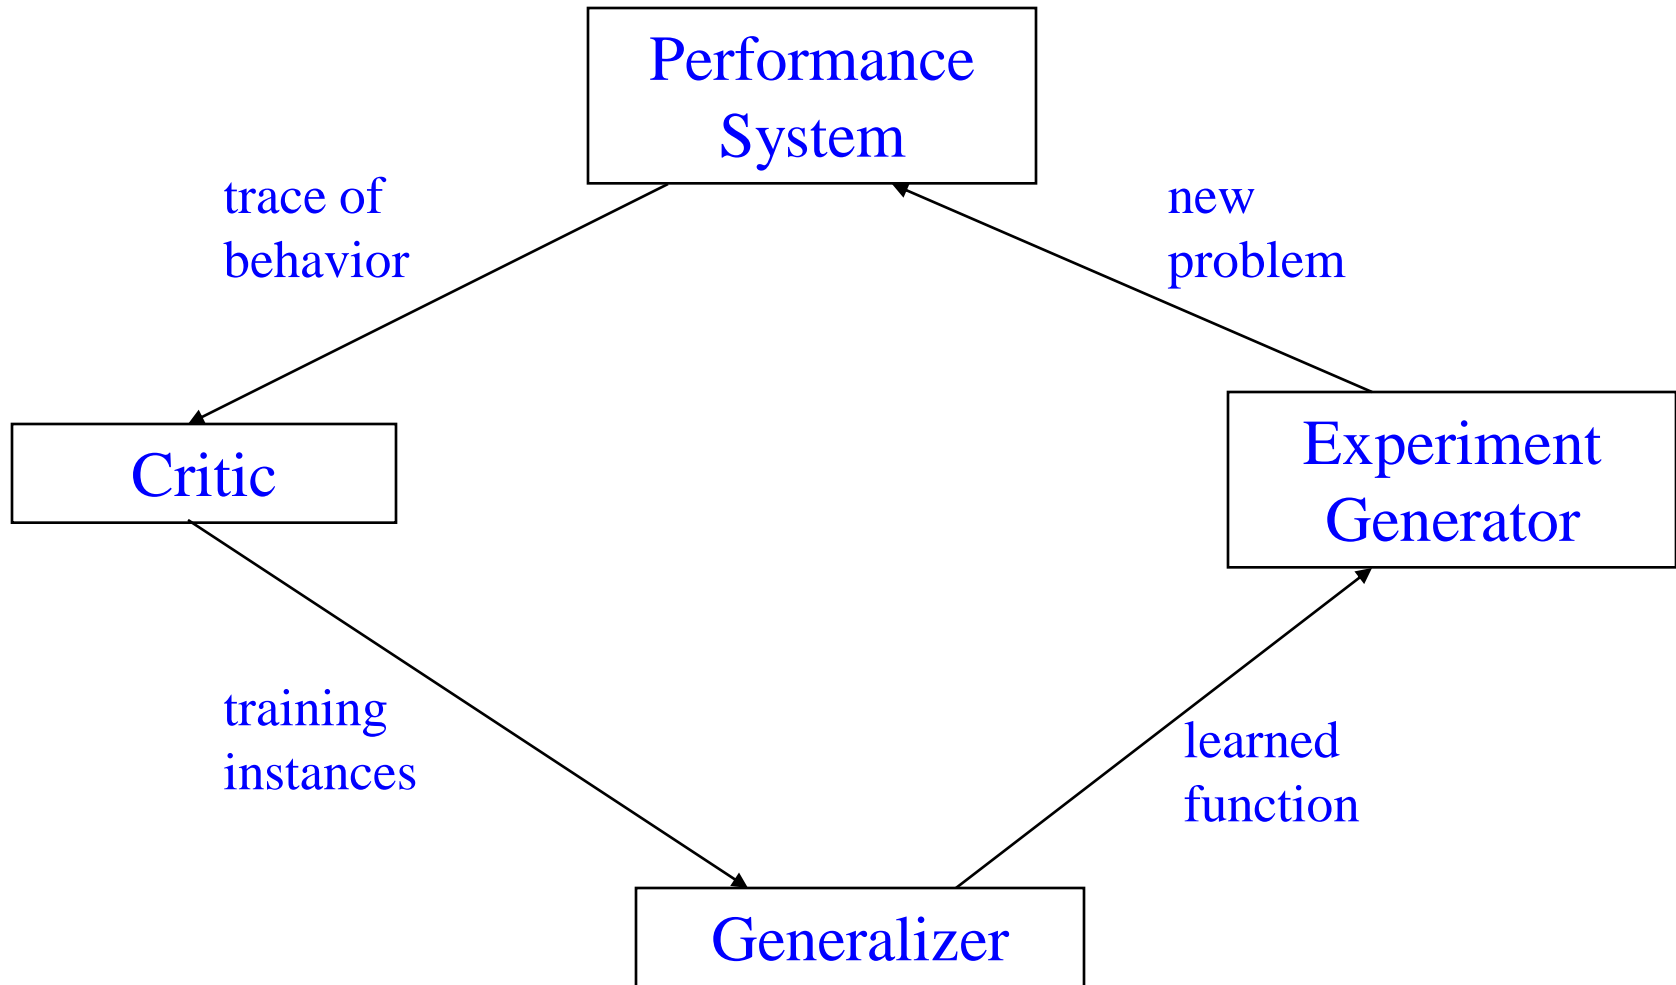 Performance
System
trace of
behavior
new
problem
Critic
Experiment
Generator
training
instances
learned
function
Generalizer